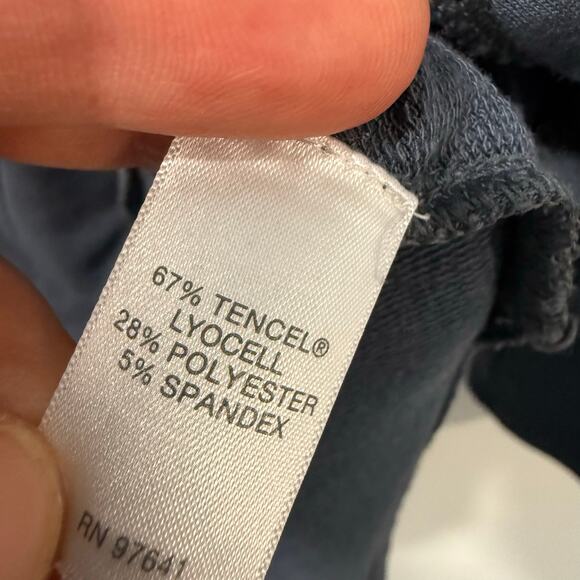 67% TENCEL®
LYOCELL
28% POLYESTER
5% SPANDEX
RN 97641